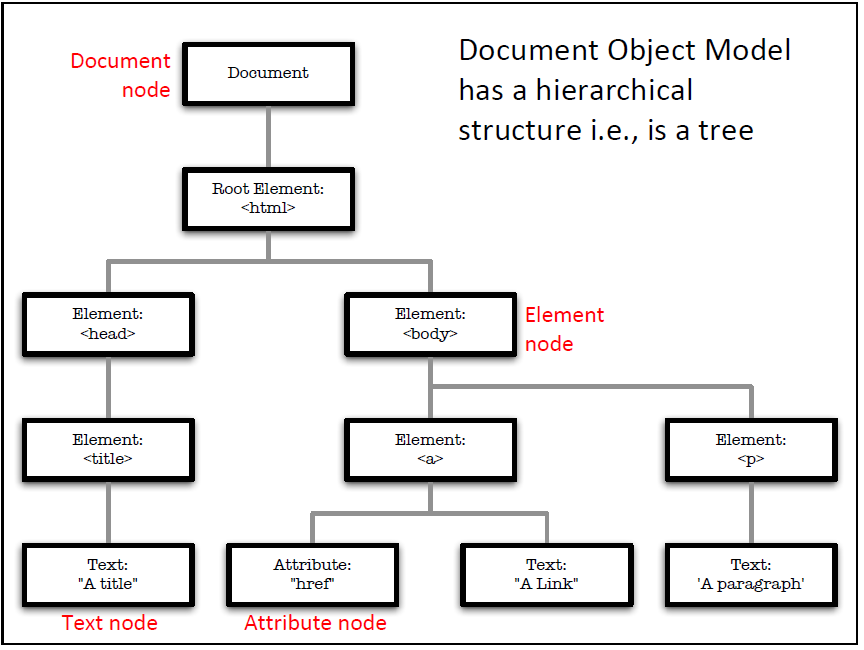 Document
node
Document
Document Object Model
has a hierarchical
structure i.e., is a tree
Root Element:
<html>
Element:
<head>
Element:
<body>
Element
node
Element:
<title>
Element:
<a>
Element:
<p>
Text:
"A title"
Attribute:
"href"
Text:
"A Link"
Text:
'A paragraph'
Text node
Attribute node